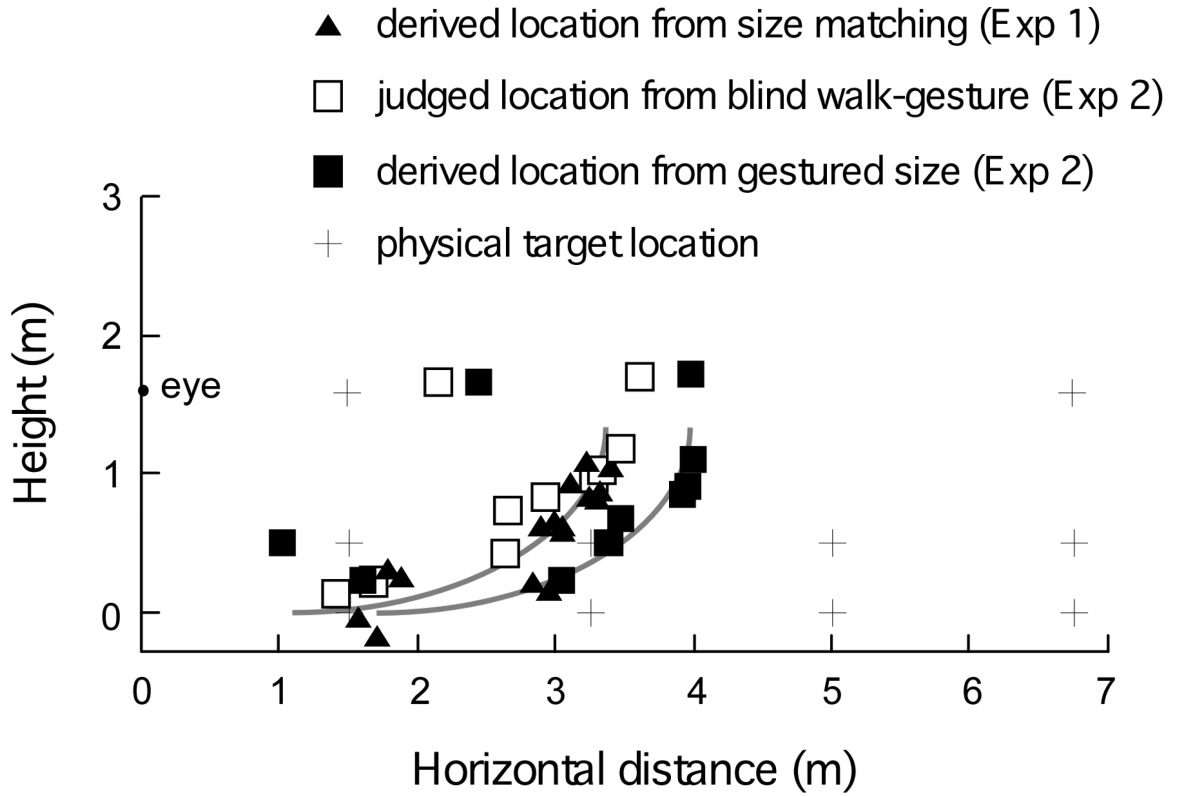 derived location from size matching (Exp 1)
judged location from blind walk-gesture (Exp 2)
derived location from gestured size (Exp 2)
physical target location
3
2
1
0
Height (m)
eye
0 1 2 3 4 5 6 7
Horizontal distance (m)